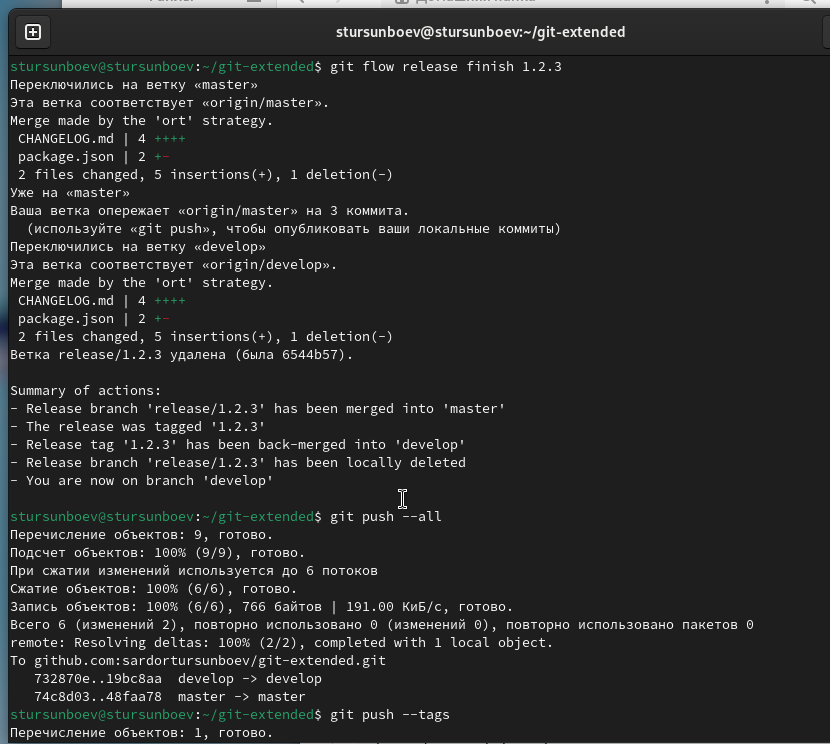 stursunboev@stursunboev:~/git-extended
stursunboev@stursunboev:~/git-extended$ git flow release finish 1.2.3
Переключились на ветку «master»
Эта ветка соответствует «origin/master».
Merge made by the 'ort' strategy.
CHANGELOG.md | 4 ++++
package.json | 2 +-
2 files changed, 5 insertions(+), 1 deletion(-)
Уже на «master»
Ваша ветка опережает «origin/master» на 3 коммита.
(используйте «git push», чтобы опубликовать ваши локальные коммиты)
Переключились на ветку «develop»
Эта ветка соответствует «origin/develop».
Merge made by the 'ort' strategy.
CHANGELOG.md | 4 ++++
package.json | 2 +-
2 files changed, 5 insertions(+), 1 deletion(-)
Ветка release/1.2.3 удалена (была 6544b57).
Summary of actions:
- Release branch 'release/1.2.3' has been merged into 'master'
- The release was tagged '1.2.3'
- Release tag '1.2.3' has been back-merged into 'develop'
- Release branch 'release/1.2.3' has been locally deleted
- You are now on branch 'develop'
stursunboev@stursunboev:~/git-extended$ git push --all
Перечисление объектов: 9, готово.
Подсчет объектов: 100% (9/9), готово.
При сжатии изменений используется до 6 потоков
Сжатие объектов: 100% (6/6), готово.
Запись объектов: 100% (6/6), 766 байтов | 191.00 КиБ/с, готово.
Всего 6 (изменений 2), повторно использовано 0 (изменений 0), повторно использовано пакетов 0
remote: Resolving deltas: 100% (2/2), completed with 1 local object.
To github.com:sardortursunboev/git-extended.git
732870e..19bc8aa  develop -> develop
74c8d03..48faa78  master -> master
stursunboev@stursunboev:~/git-extended$ git push --tags
Перечисление объектов: 1, готово.